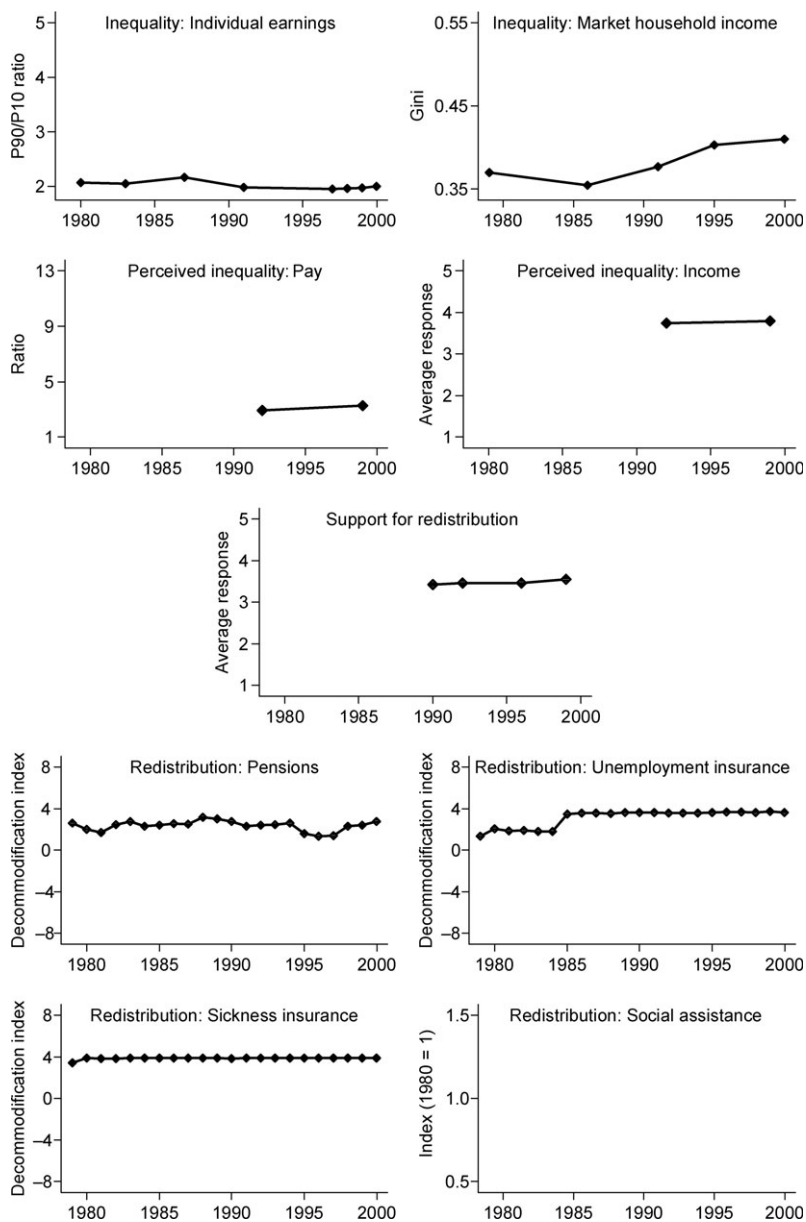 Inequality: Individual earnings
P90/P10 ratio
5
4
3
2
1980 1985 1990 1995 2000
Inequality: Market household income
Gini
0.55
0.45
0.35
1980 1985 1990 1995 2000
Perceived inequality: Pay
Ratio
13
9
5
1
1980 1985 1990 1995 2000
Perceived inequality: Income
Average response
5
4
3
2
1
1980 1985 1990 1995 2000
Support for redistribution
Average response
5
4
3
2
1
1980 1985 1990 1995 2000
Redistribution: Pensions
Decommodification index
8
4
0
–4
–8
1980 1985 1990 1995 2000
Redistribution: Unemployment insurance
Decommodification index
8
4
0
–4
–8
1980 1985 1990 1995 2000
Redistribution: Sickness insurance
Decommodification index
8
4
0
–4
–8
1980 1985 1990 1995 2000
Redistribution: Social assistance
Index (1980 = 1)
1.5
1.0
0.5
1980 1985 1990 1995 2000